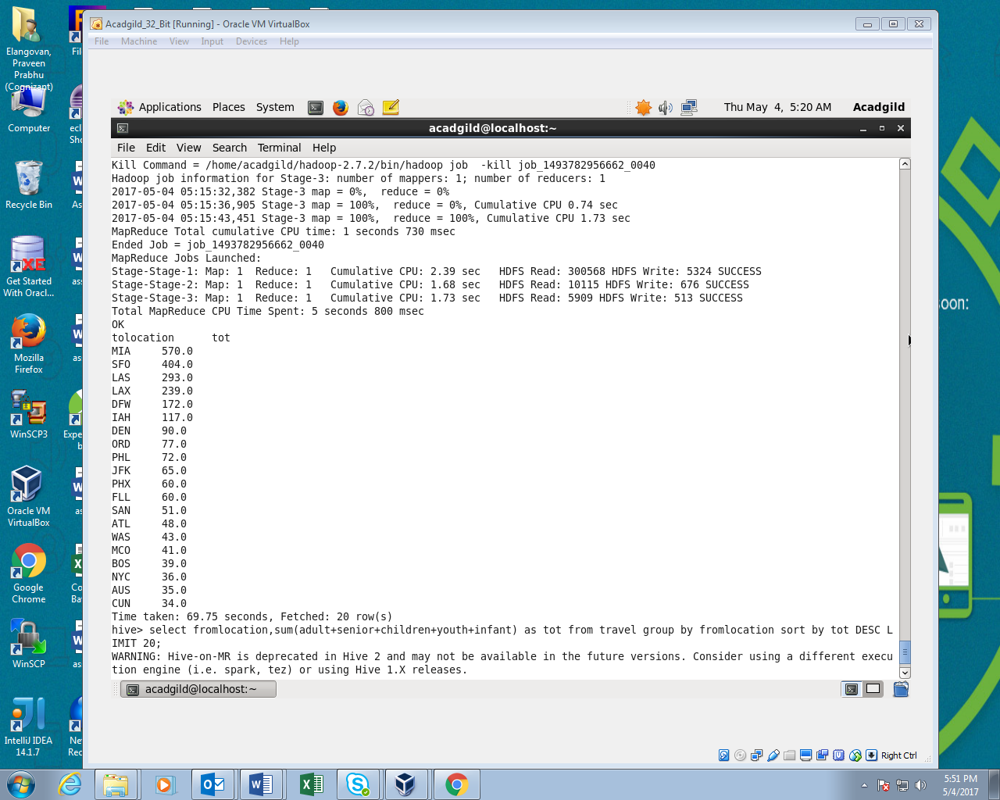 Acadgild_32_Bit [Running] - Oracle VM VirtualBox
File Machine View Input Devices Help
Applications Places System Thu May 4, 5:20 AM Acadgild
acadgild@localhost:~
File Edit View Search Terminal Help
Kill Command = /home/acadgild/hadoop-2.7.2/bin/hadoop job -kill job_1493782956662_0040
Hadoop job information for Stage-3: number of mappers: 1; number of reducers: 1
2017-05-04 05:15:32,382 Stage-3 map = 0%, reduce = 0%
2017-05-04 05:15:36,905 Stage-3 map = 100%, reduce = 0%, Cumulative CPU 0.74 sec
2017-05-04 05:15:43,451 Stage-3 map = 100%, reduce = 100%, Cumulative CPU 1.73 sec
MapReduce Total cumulative CPU time: 1 seconds 730 msec
Ended Job = job_1493782956662_0040
MapReduce Jobs Launched:
Stage-Stage-1: Map: 1 Reduce: 1 Cumulative CPU: 2.39 sec HDFS Read: 300568 HDFS Write: 5324 SUCCESS
Stage-Stage-2: Map: 1 Reduce: 1 Cumulative CPU: 1.68 sec HDFS Read: 10115 HDFS Write: 676 SUCCESS
Stage-Stage-3: Map: 1 Reduce: 1 Cumulative CPU: 1.73 sec HDFS Read: 5909 HDFS Write: 513 SUCCESS
Total MapReduce CPU Time Spent: 5 seconds 800 msec
OK
tolocation tot
MIA 570.0
SFO 404.0
LAS 293.0
LAX 239.0
DFW 172.0
IAH 117.0
DEN 90.0
ORD 77.0
PHL 72.0
JFK 65.0
PHX 60.0
FLL 60.0
SAN 51.0
ATL 48.0
WAS 43.0
MCO 41.0
BOS 39.0
NYC 36.0
AUS 35.0
CUN 34.0
Time taken: 69.75 seconds, Fetched: 20 row(s)
hive> select fromlocation,sum(adult+senior+children+youth+infant) as tot from travel group by fromlocation sort by tot DESC L
IMIT 20;
WARNING: Hive-on-MR is deprecated in Hive 2 and may not be available in the future versions. Consider using a different execu
tion engine (i.e. spark, tez) or using Hive 1.X releases.
acadgild@localhost:~
Right Ctrl
Elangovan,
Praveen
Prabhu
(Cognizant)
Computer
Recycle Bin
Get Started
With Oracl...
Mozilla
Firefox
WinSCP3
Oracle VM
VirtualBox
Google
Chrome
WinSCP
IntelliJ IDEA
14.1.7
Fil
ecl
Sho
As
ass
as
Expe
b
as
Co
Bat
as
Net
Rec
oon:
5:51 PM
5/4/2017